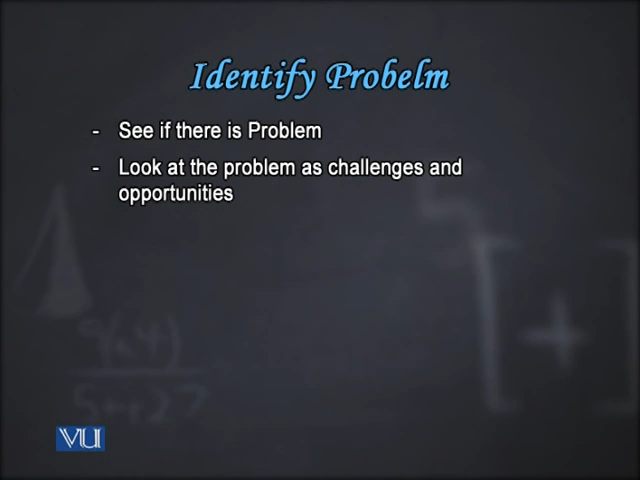 Identify Probelm
- See if there is Problem
- Look at the problem as challenges and
opportunities
VU